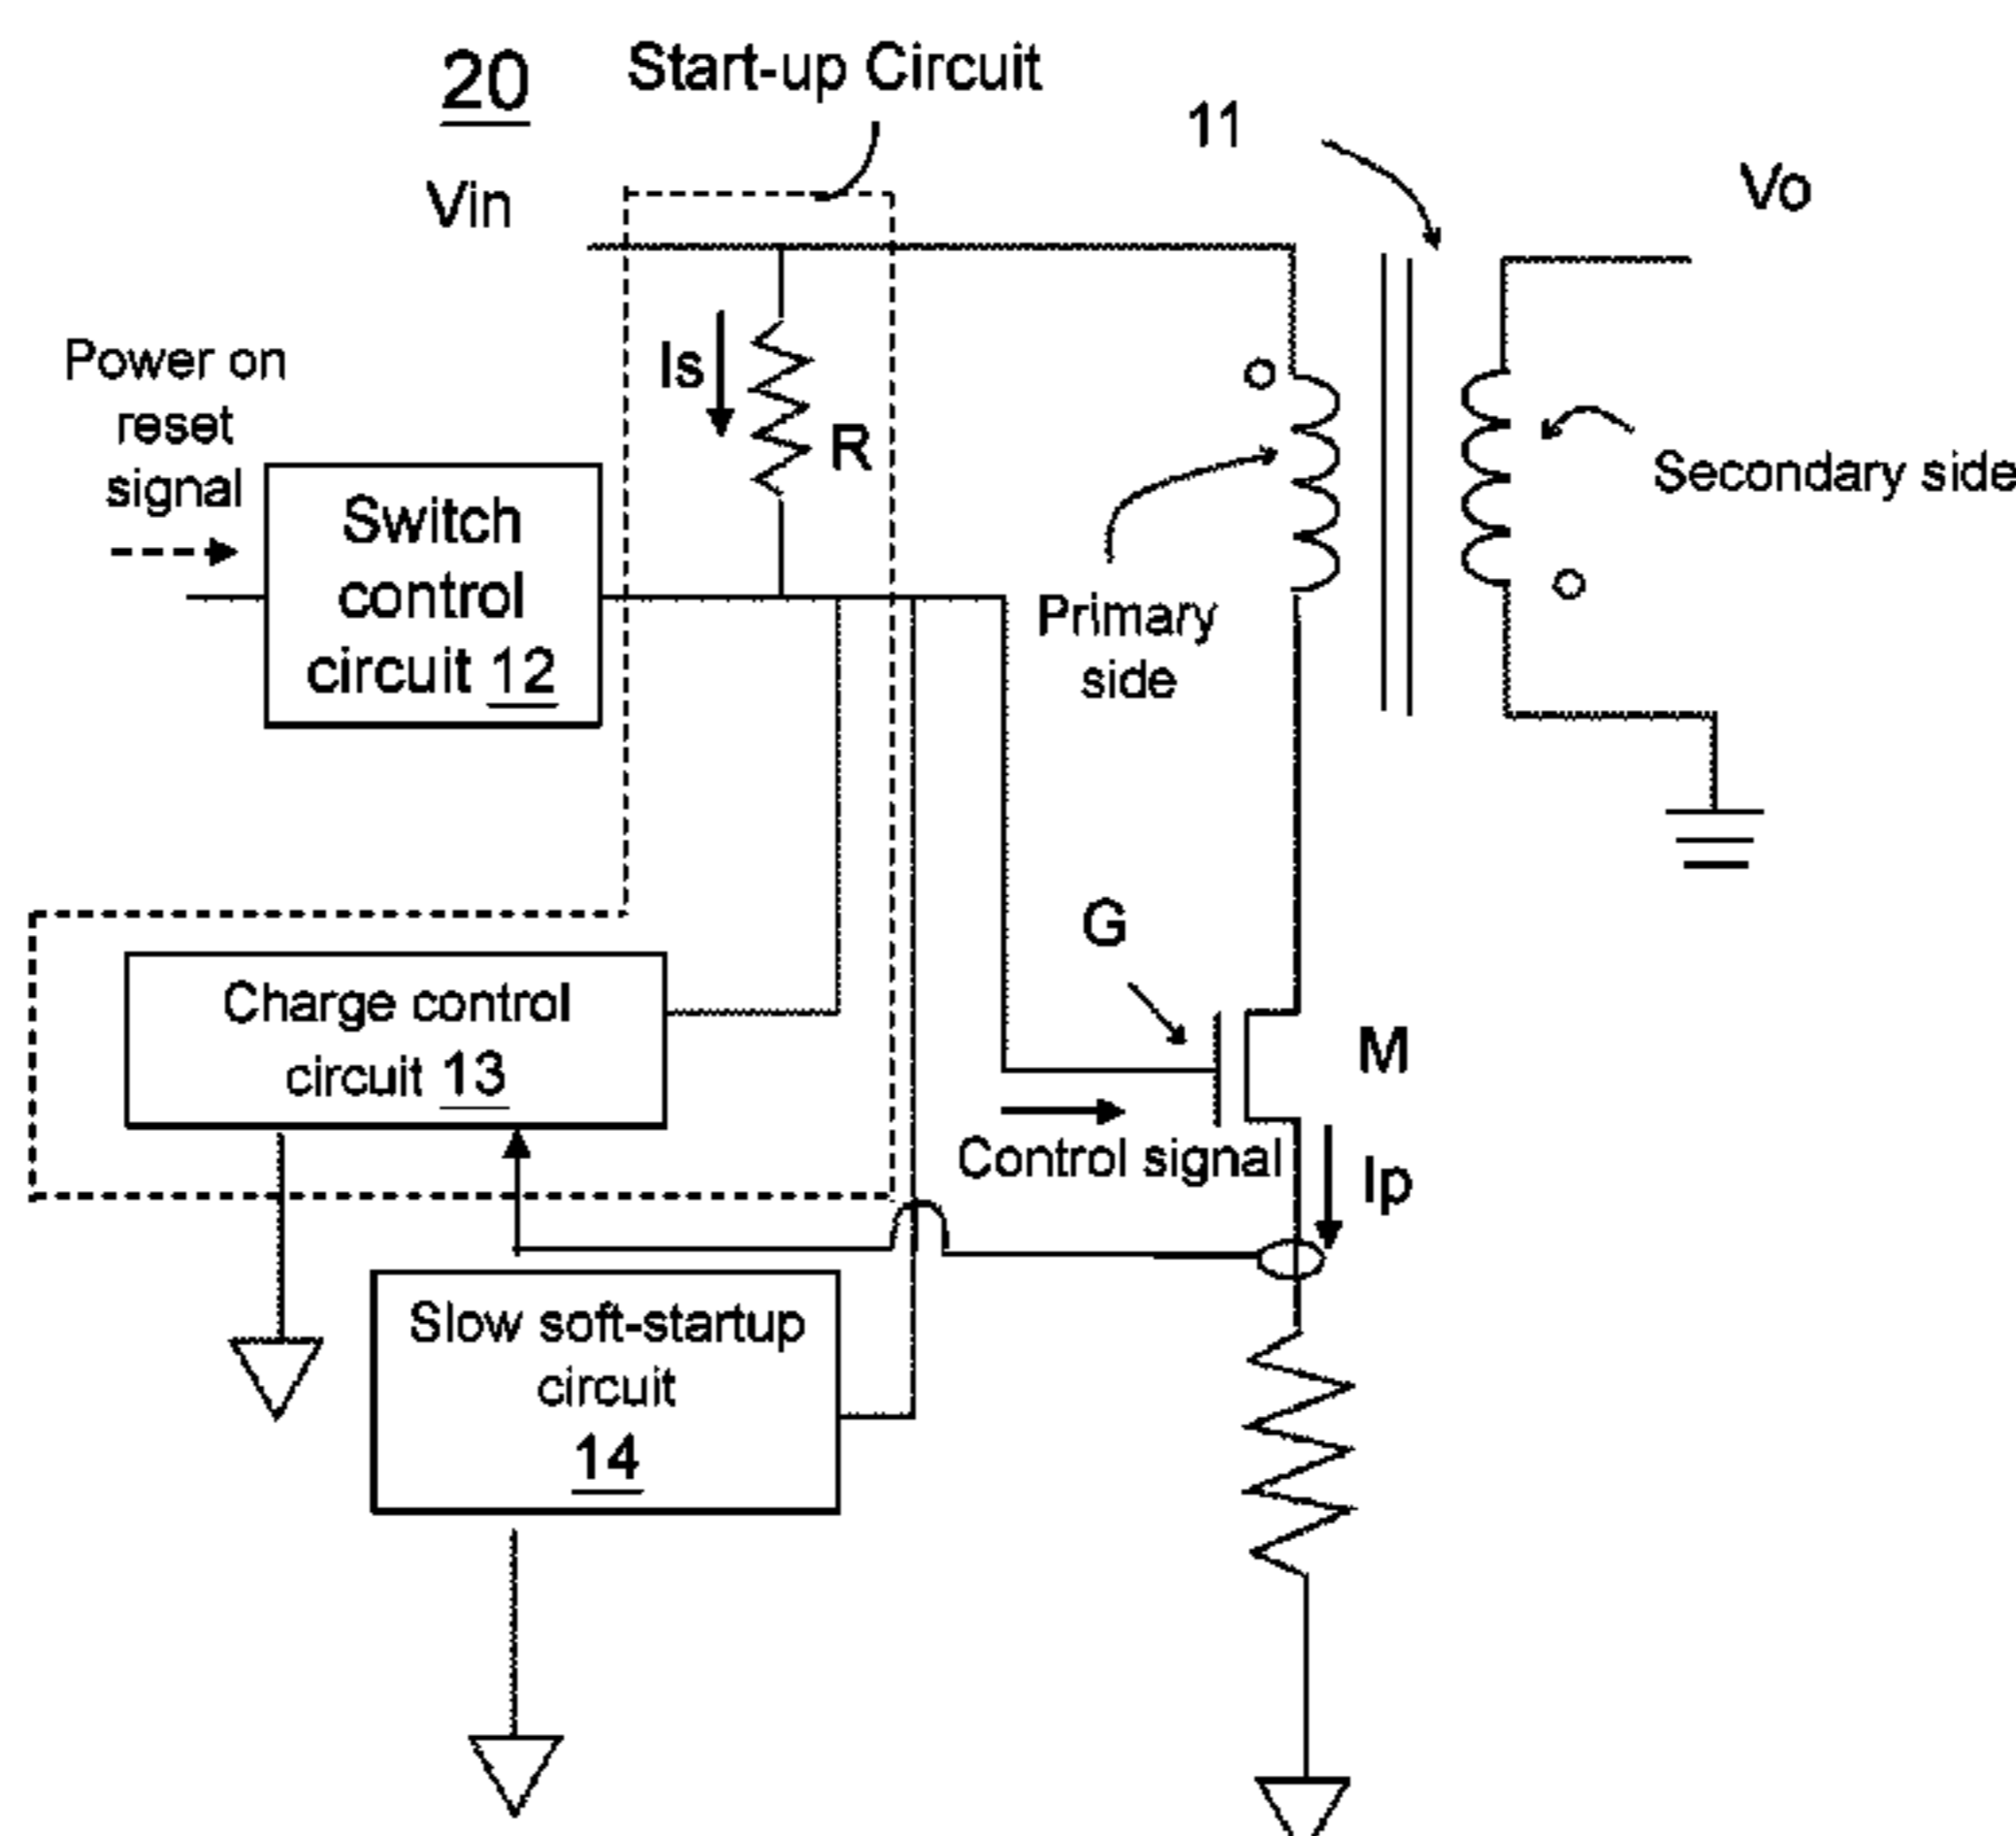 20
Start-up Circuit
11
Vin
Vo
Power on
reset
signal
Is
R
Secondary side
Switch
control
circuit 12
Primary
side
G
Charge control
circuit 13
M
Control signal
Ip
Slow soft-startup
circuit
14